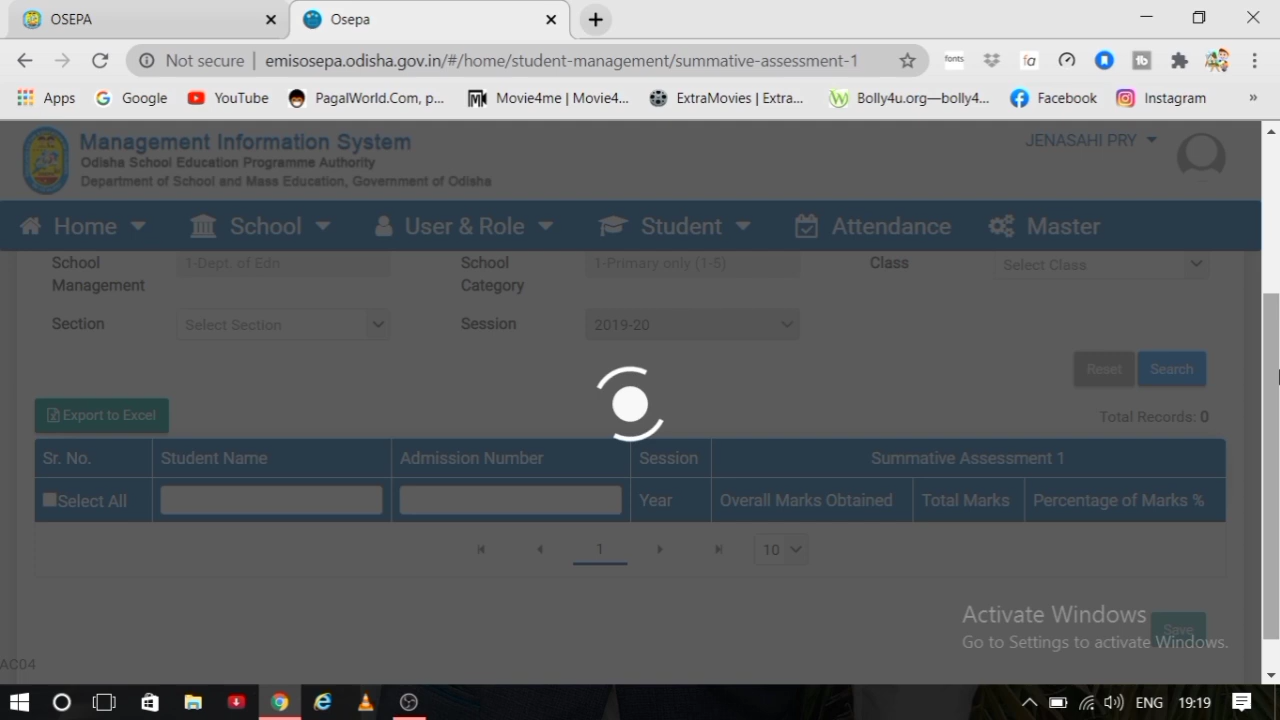 OSEPA
Osepa
Not secure | emisosepa.odisha.gov.in/#/home/student-management/summative-assessment-1
fonts
fa
Apps Google YouTube PagalWorld.Com, p... Movie4me | Movie4... ExtraMovies | Extra... Bolly4u.org—bolly4... Facebook Instagram »
Management Information System
Odisha School Education Programme Authority
Department of School and Mass Education, Government of Odisha
JENASAHI PRY
Home School User & Role Student Attendance Master
School Management 1-Dept. of Edn School Category 1-Primary only (1-5) Class Select Class
Section Select Section Session 2019-20
Reset Search
Export to Excel Total Records: 0
Sr. No. Student Name Admission Number Session Summative Assessment 1
Select All Year Overall Marks Obtained Total Marks Percentage of Marks %
1 10
Activate Windows
Save
Go to Settings to activate Windows.
AC04
ENG 19:19